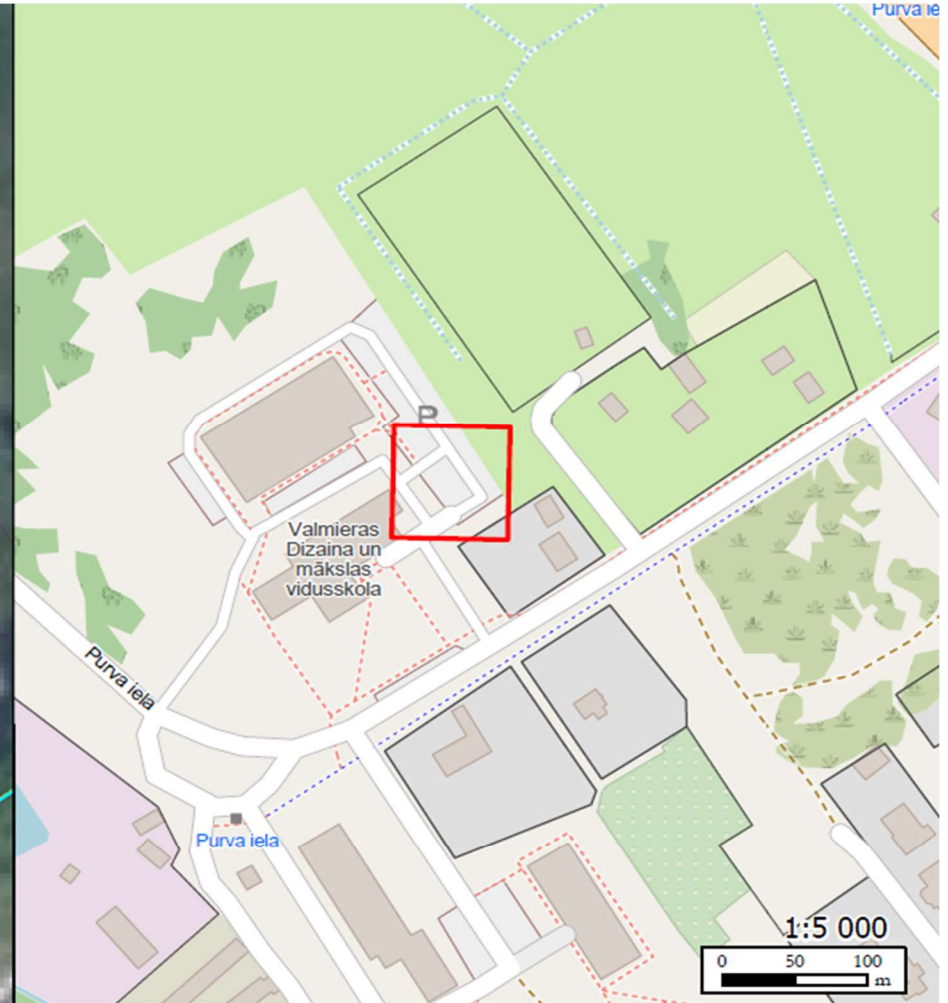 Purva ie
P
Valmieras
Dizaina un
mākslas
vidusskola
Purva iela
Purva iela
1:5 000
0 50 100
m